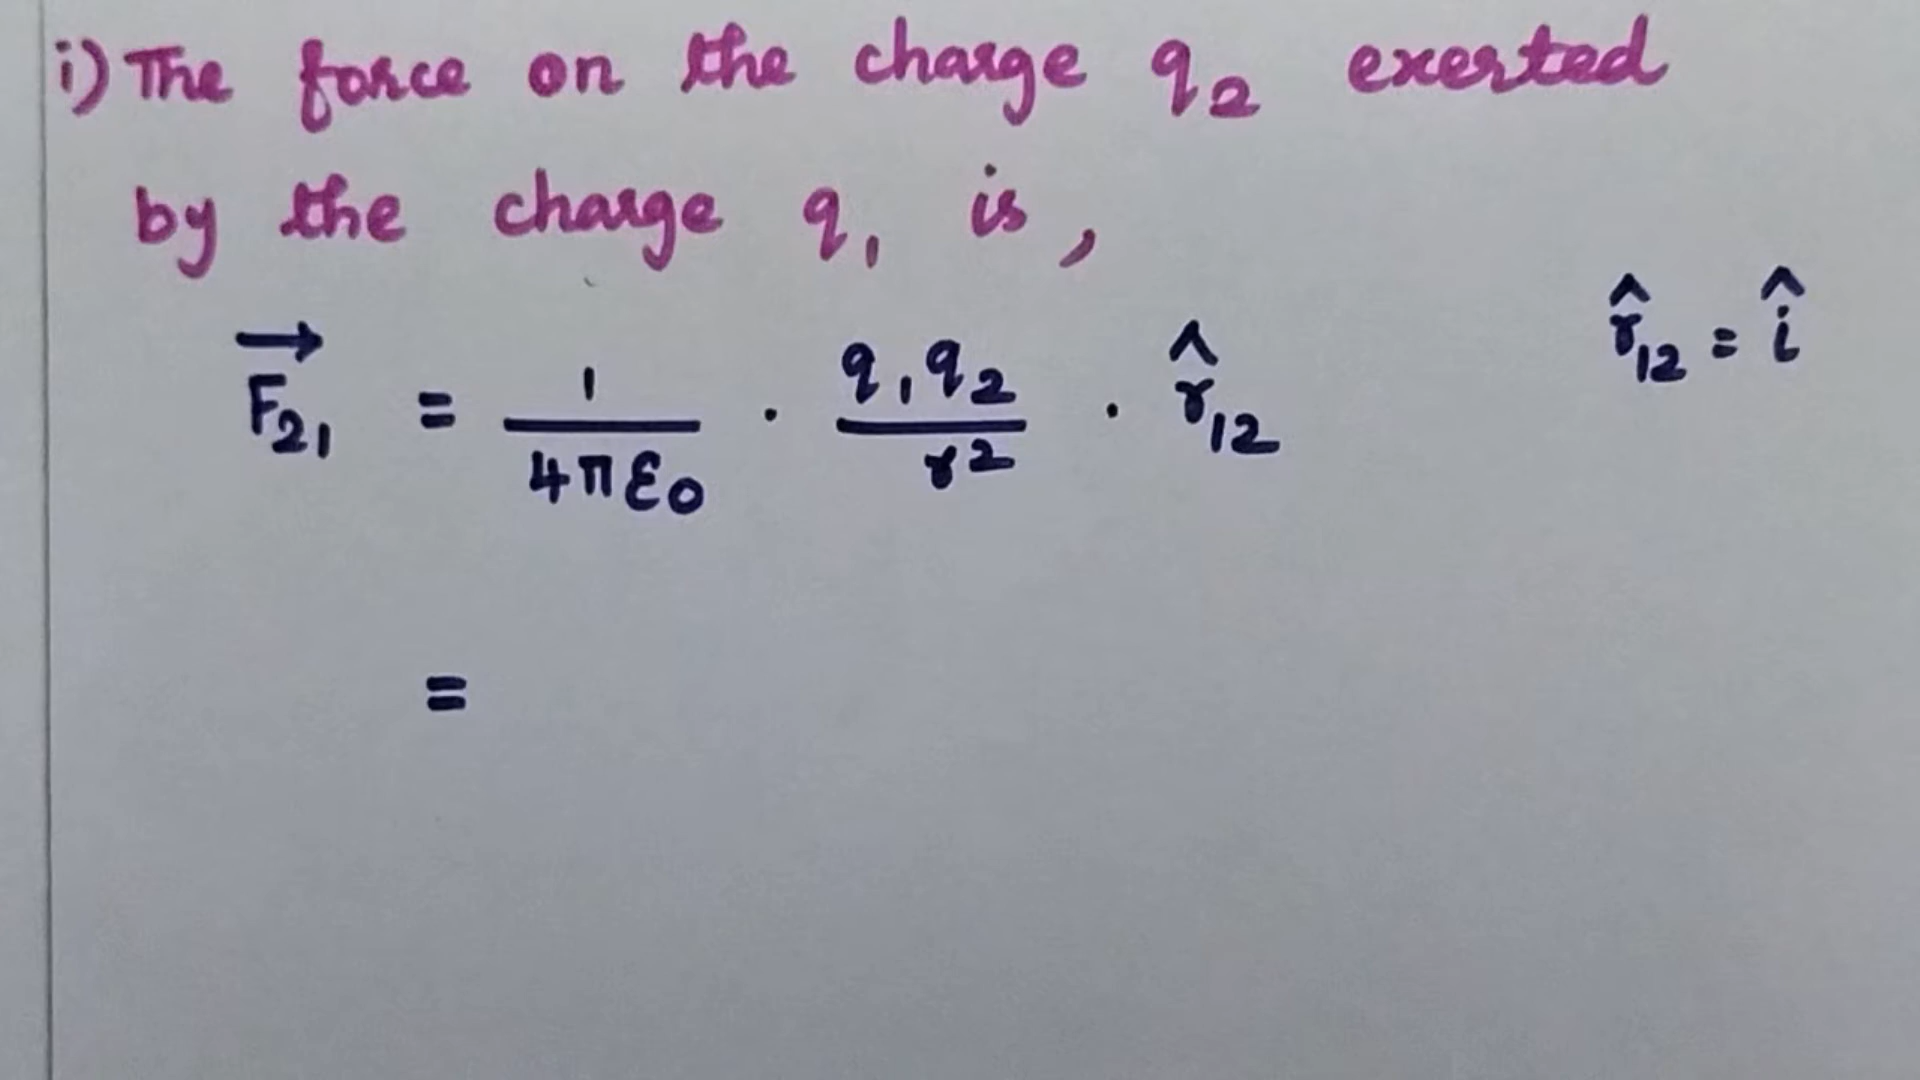 i) The force on the charge q₂ exerted
by the charge q₁ is,
r̂₁₂ = î
F⃗₂₁ = 1/4πε₀ · q₁q₂/r² · r̂₁₂
=